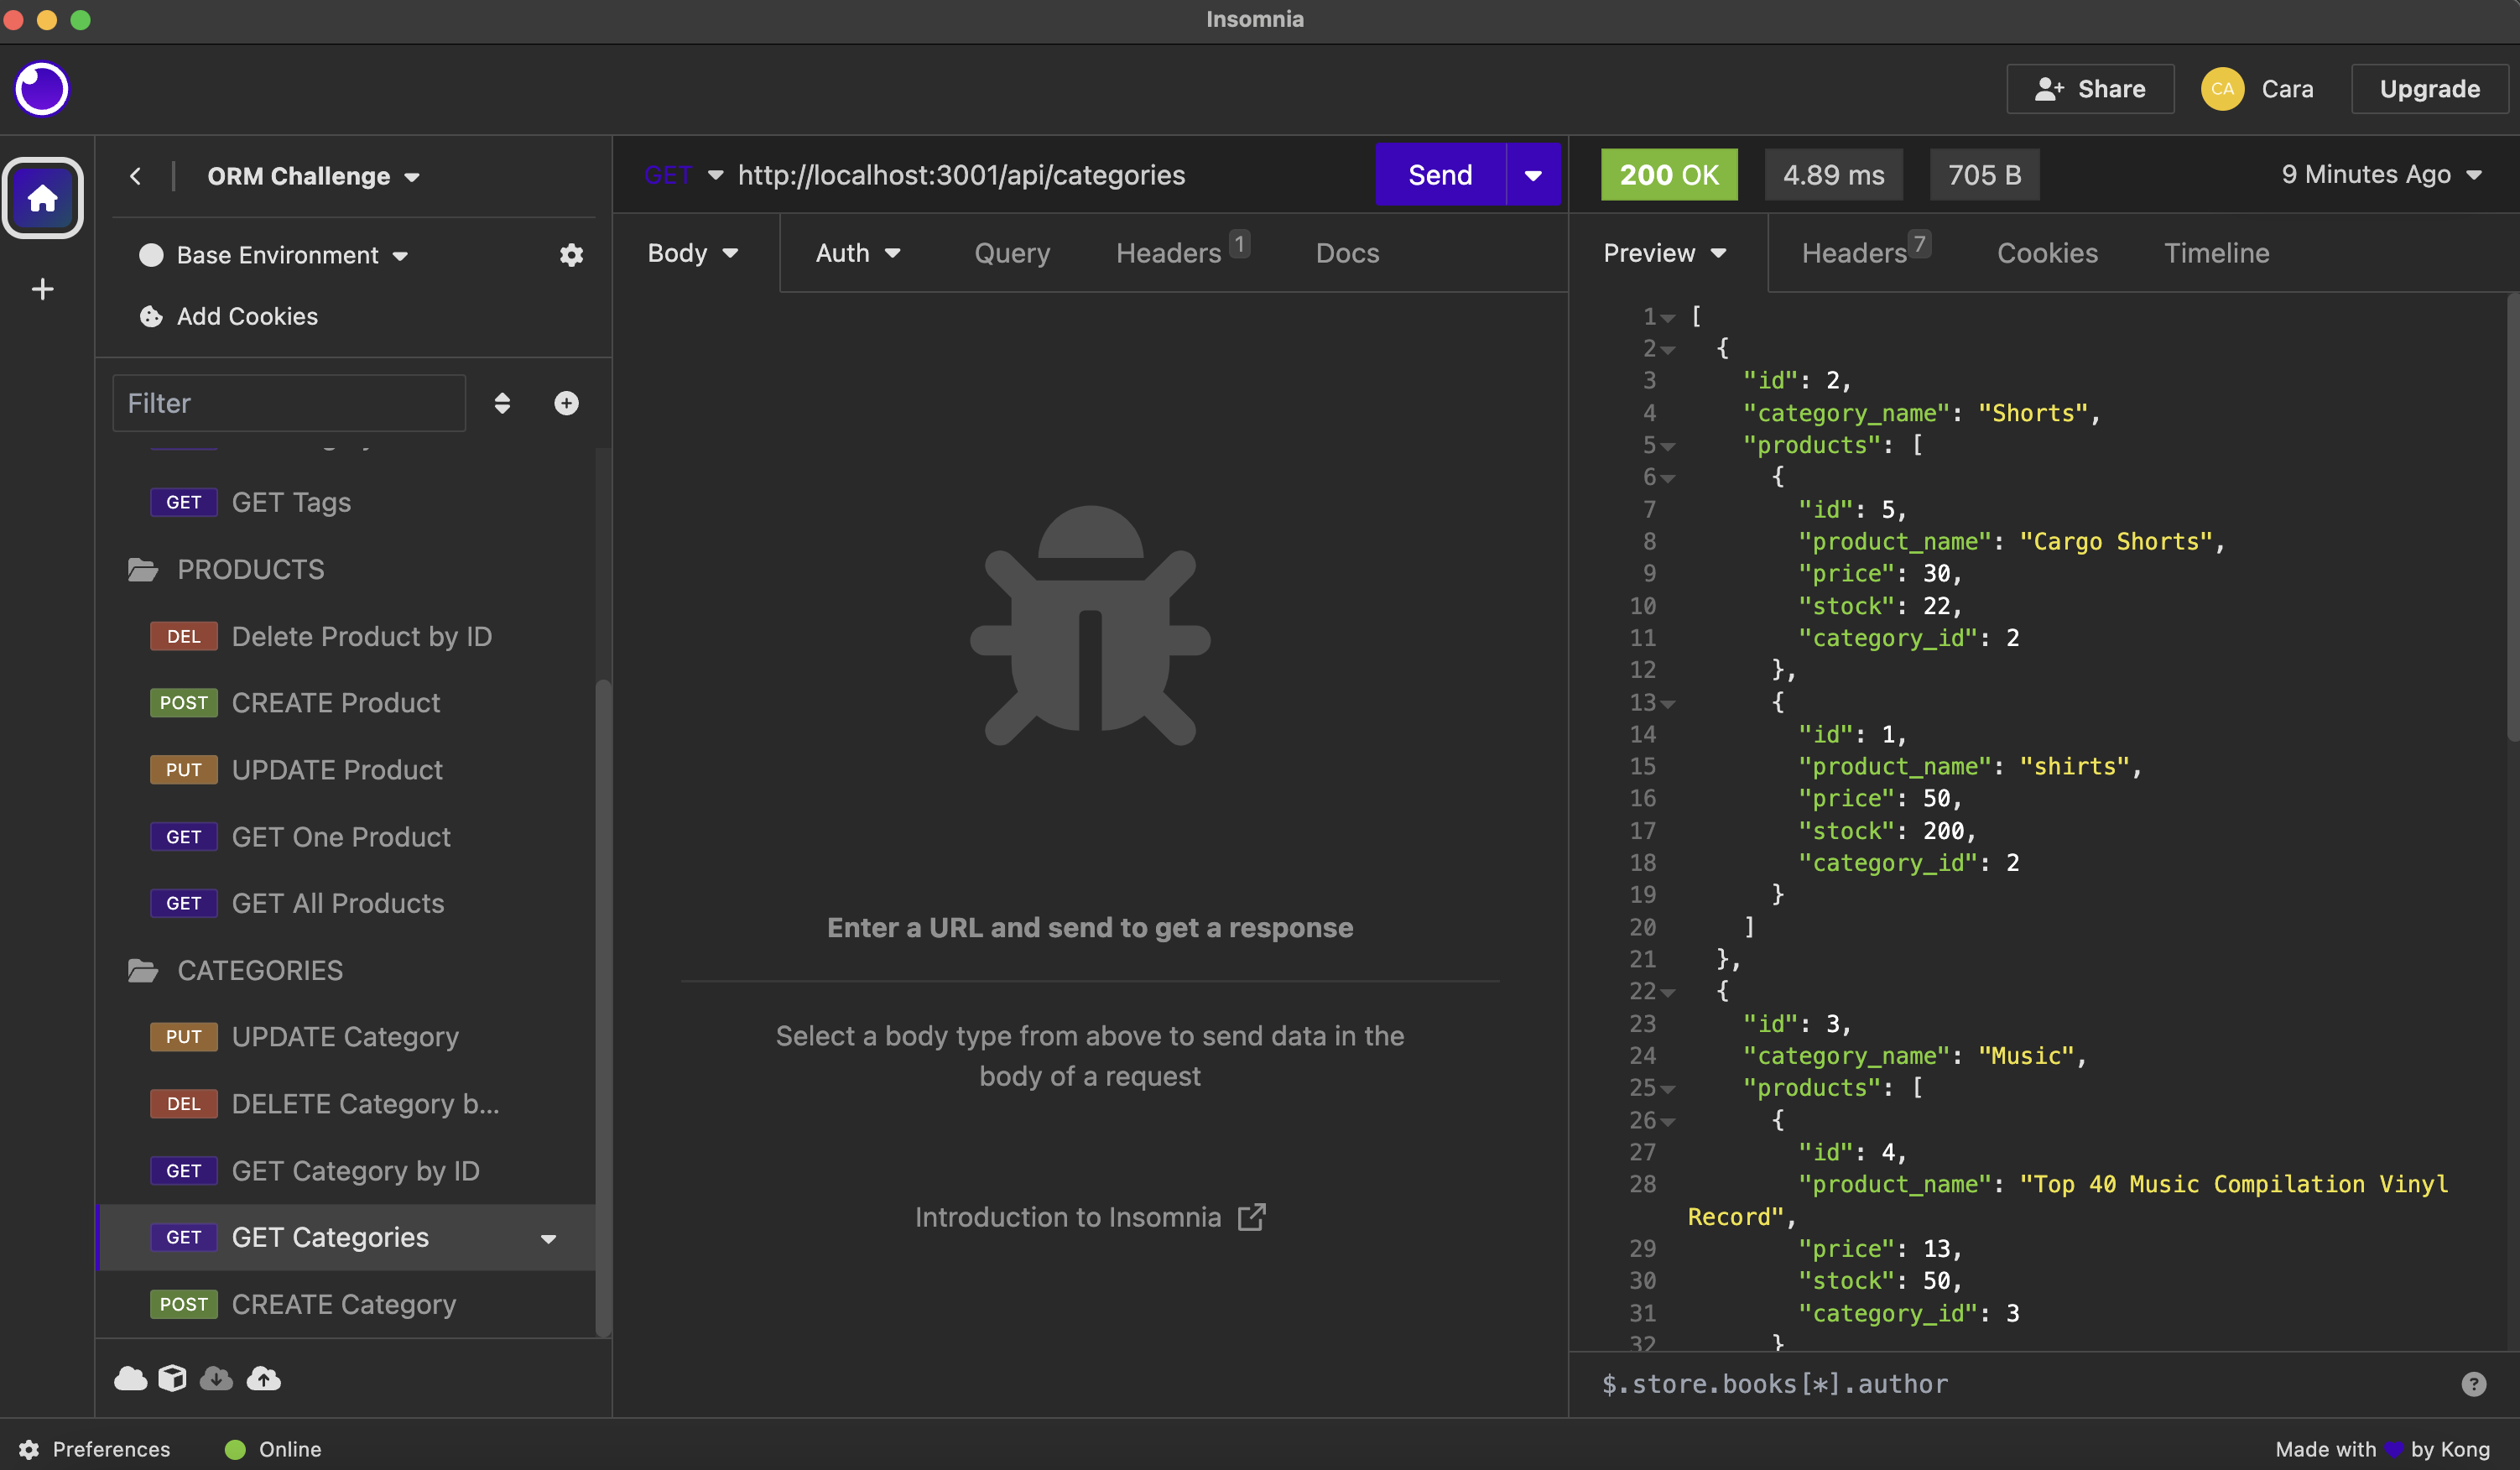 Insomnia
Share
CA
Cara
Upgrade
ORM Challenge
Base Environment
Add Cookies
Filter
GET GET Tags
PRODUCTS
DEL Delete Product by ID
POST CREATE Product
PUT UPDATE Product
GET GET One Product
GET GET All Products
CATEGORIES
PUT UPDATE Category
DEL DELETE Category b...
GET GET Category by ID
GET GET Categories
POST CREATE Category
GET http://localhost:3001/api/categories Send
Body Auth Query Headers 1 Docs
Enter a URL and send to get a response
Select a body type from above to send data in the
body of a request
Introduction to Insomnia
200 OK 4.89 ms 705 B 9 Minutes Ago
Preview Headers 7 Cookies Timeline
1 [
2 {
3 "id": 2,
4 "category_name": "Shorts",
5 "products": [
6 {
7 "id": 5,
8 "product_name": "Cargo Shorts",
9 "price": 30,
10 "stock": 22,
11 "category_id": 2
12 },
13 {
14 "id": 1,
15 "product_name": "shirts",
16 "price": 50,
17 "stock": 200,
18 "category_id": 2
19 }
20 ]
21 },
22 {
23 "id": 3,
24 "category_name": "Music",
25 "products": [
26 {
27 "id": 4,
28 "product_name": "Top 40 Music Compilation Vinyl
Record",
29 "price": 13,
30 "stock": 50,
31 "category_id": 3
32 }
$.store.books[*].author
?
Preferences
Online
Made with 💜 by Kong